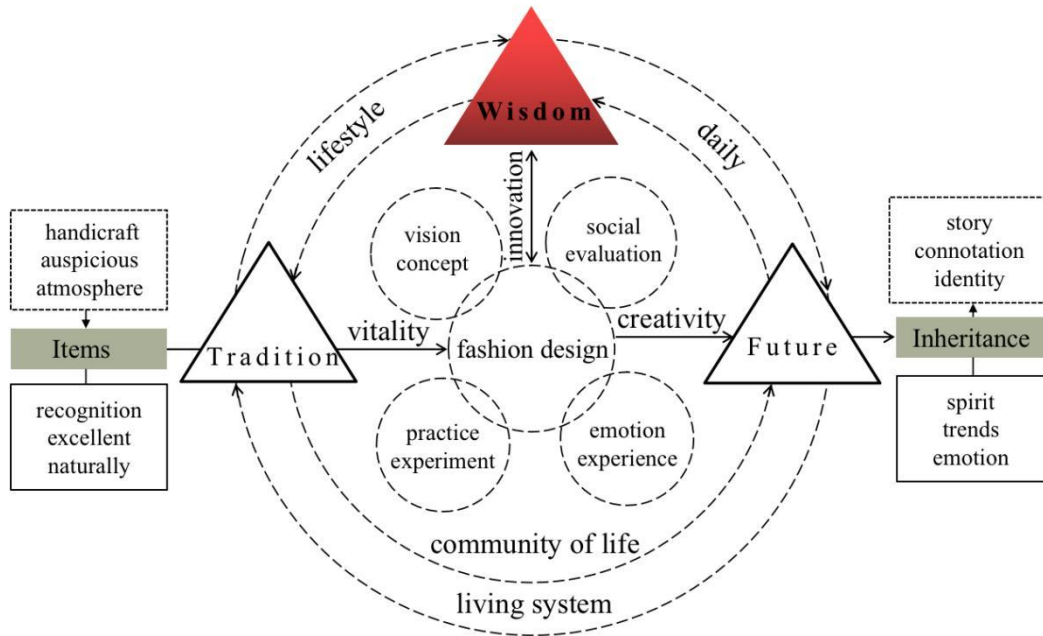 Wisdom
lifestyle
daily
innovation
handicraft
auspicious
atmosphere
Items
recognition
excellent
naturally
Tradition
vitality
vision
concept
social
evaluation
fashion design
creativity
practice
experiment
emotion
experience
Future
story
connotation
identity
Inheritance
spirit
trends
emotion
community of life
living system